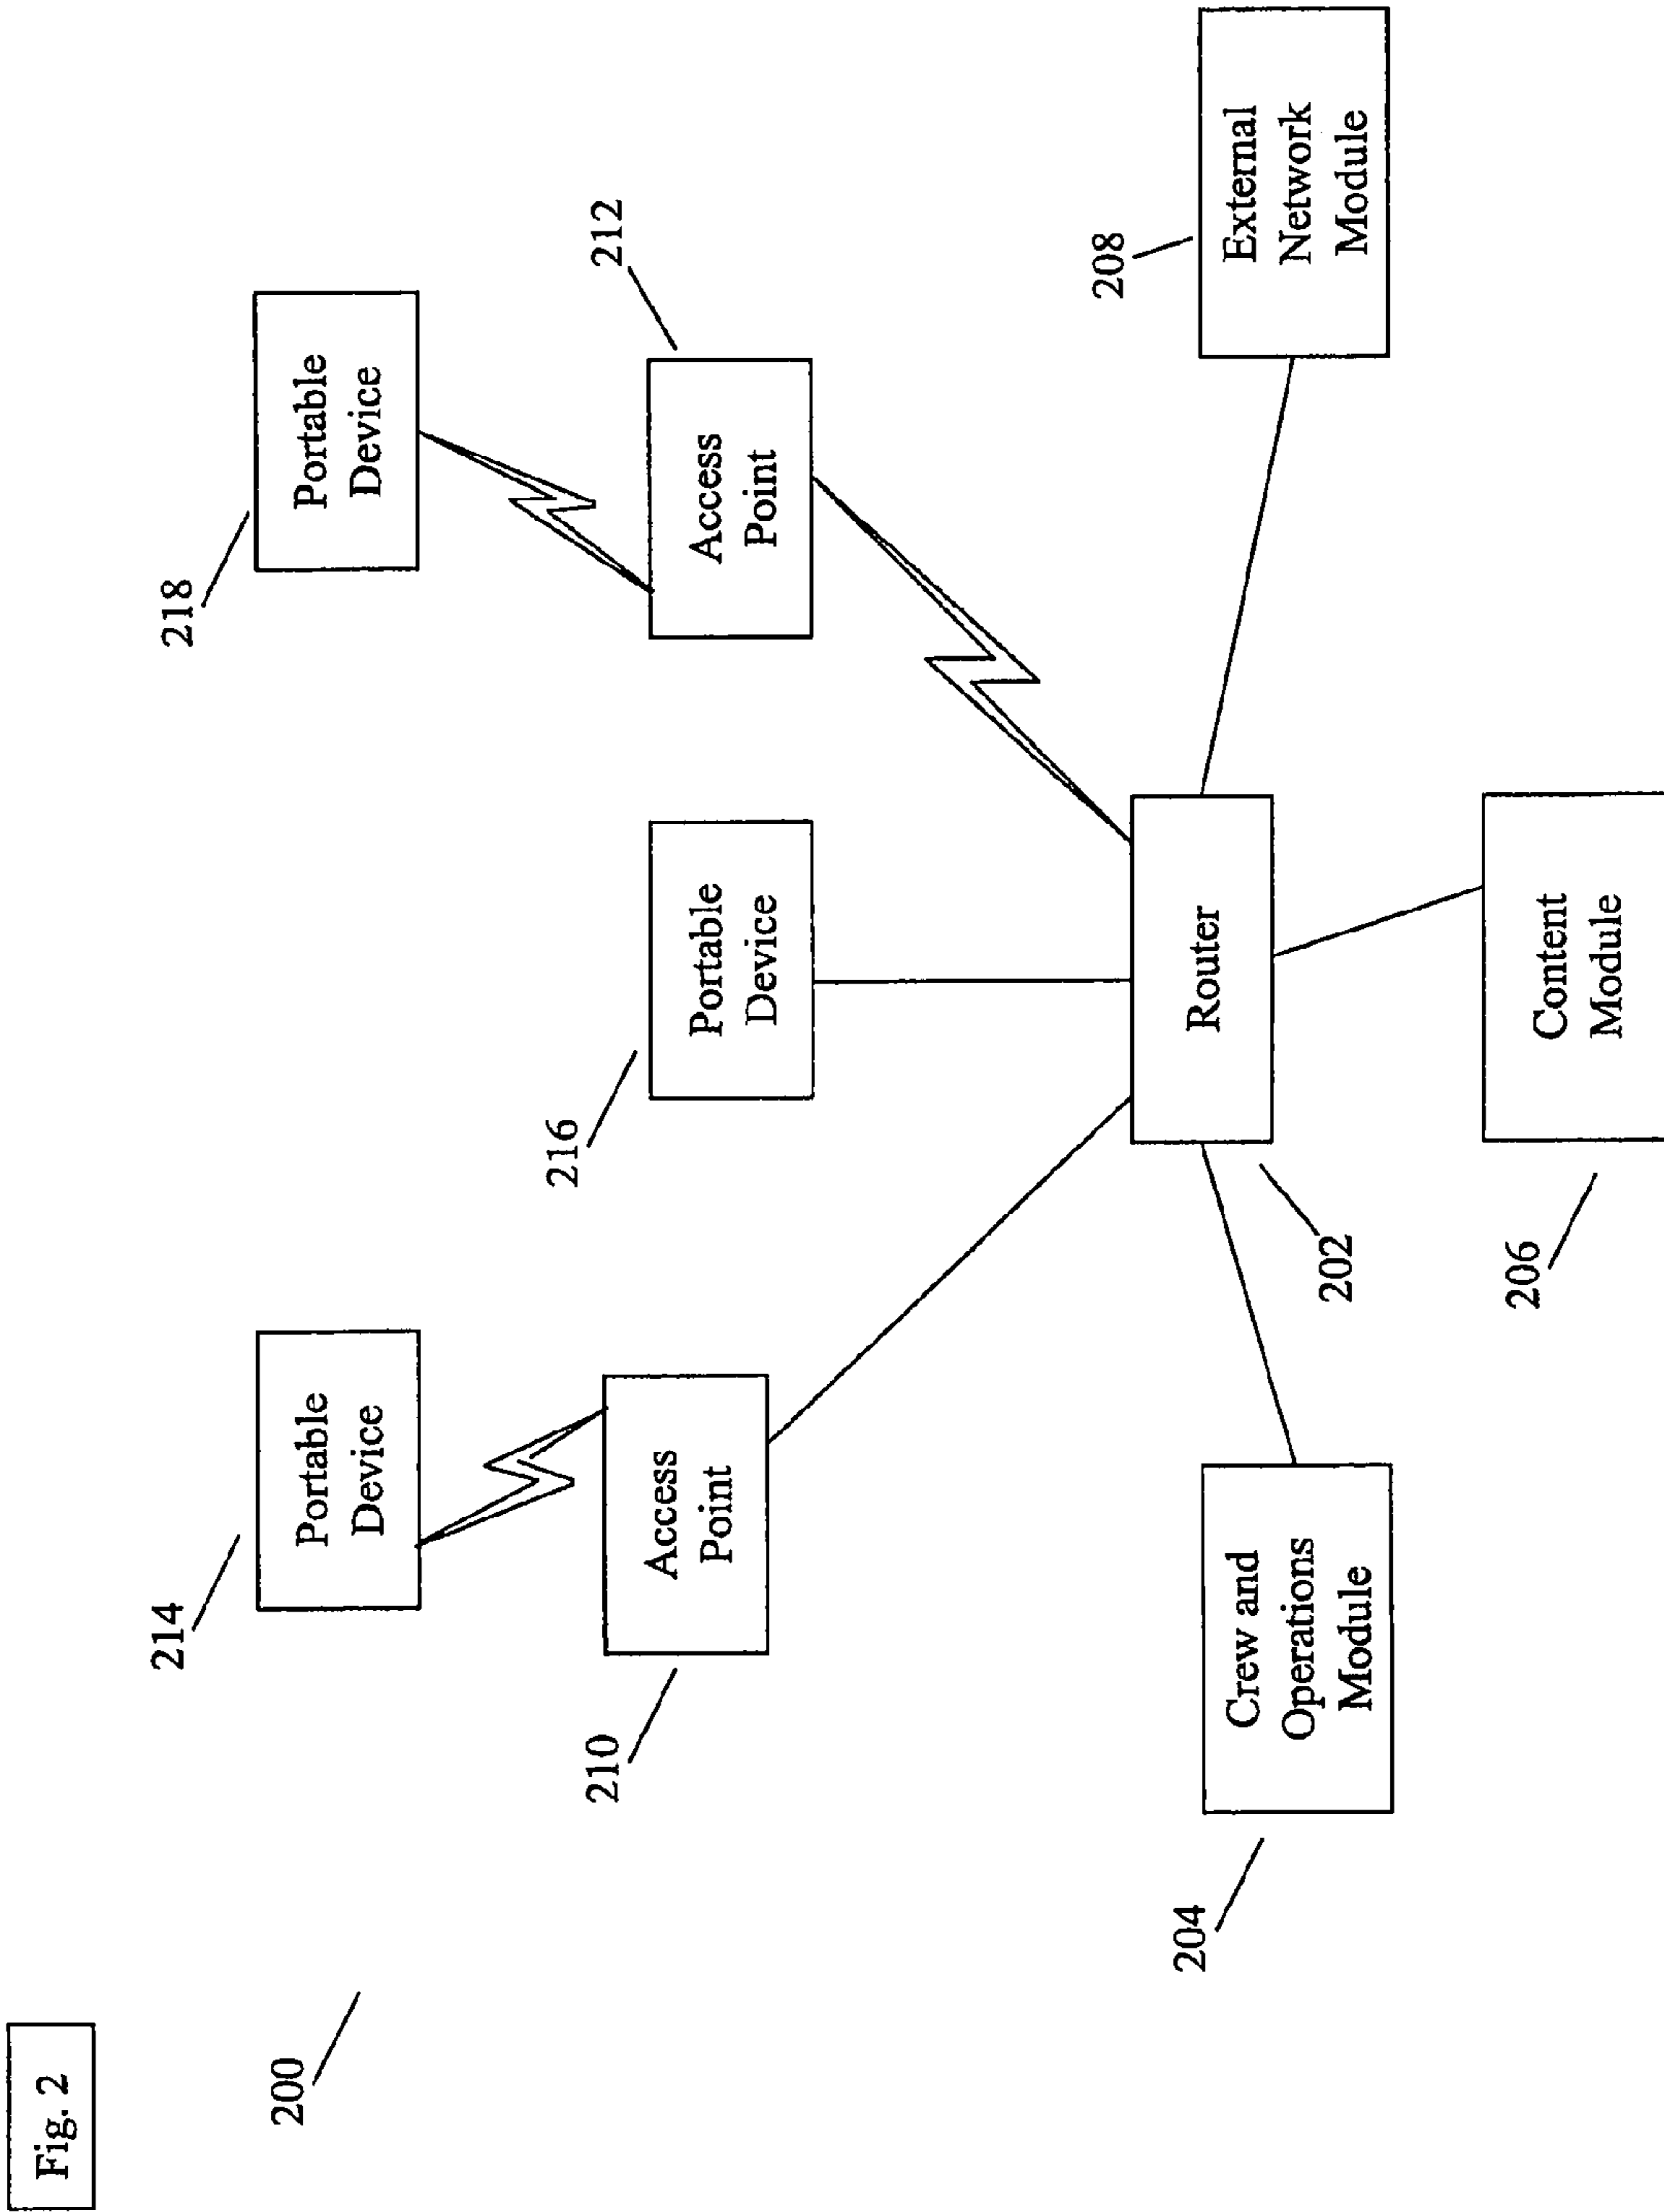 Fig. 2
200
214
Portable
Device
218
Portable
Device
210
Access
Point
216
Portable
Device
212
Access
Point
204
Crew and
Operations
Module
202
Router
208
External
Network
Module
206
Content
Module